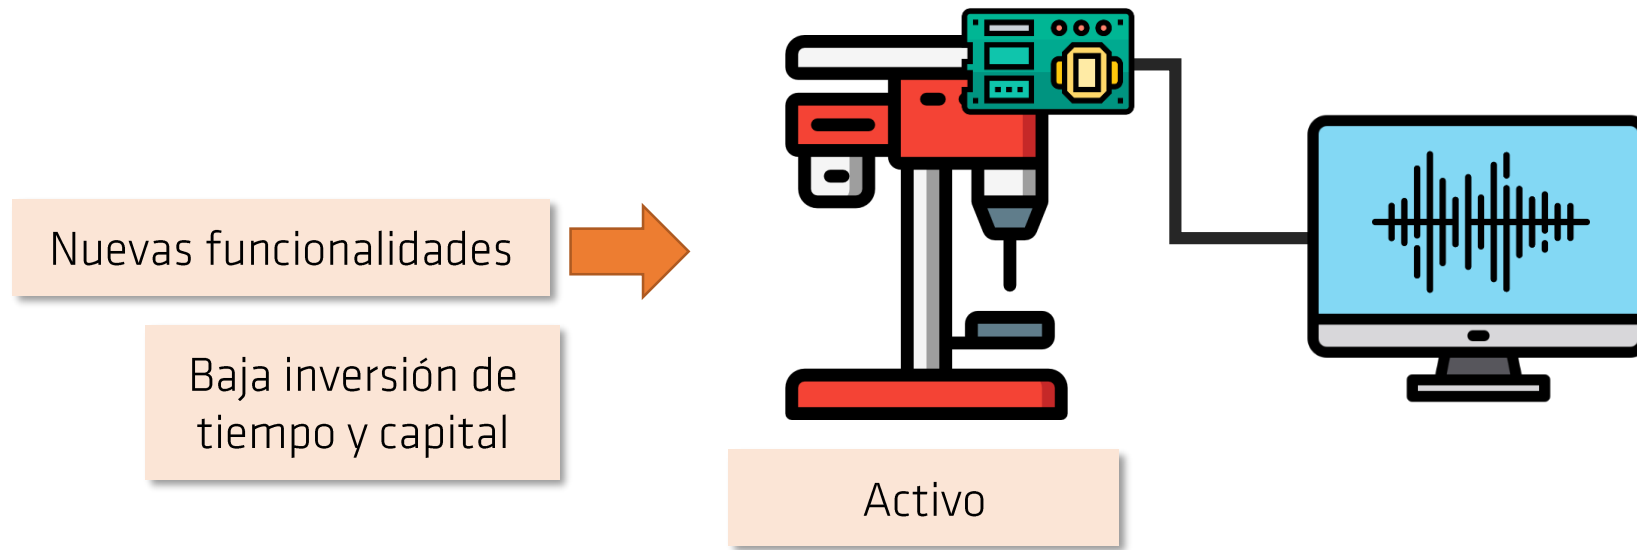 Nuevas funcionalidades
Baja inversión de
tiempo y capital
Activo